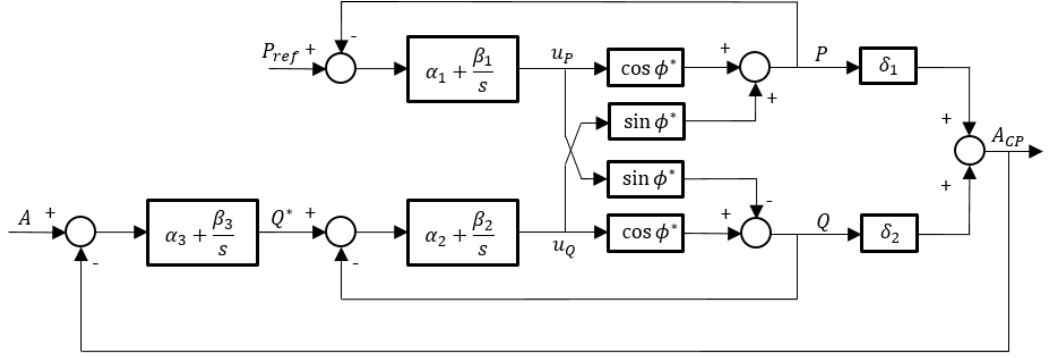 -
P_ref + α₁ + β₁/s u_P cos ϕ* + P δ₁
+
sin ϕ*
+ A_CP
sin ϕ*
+
A + α₃ + β₃/s Q* + α₂ + β₂/s cos ϕ* + - Q δ₂
u_Q
- -